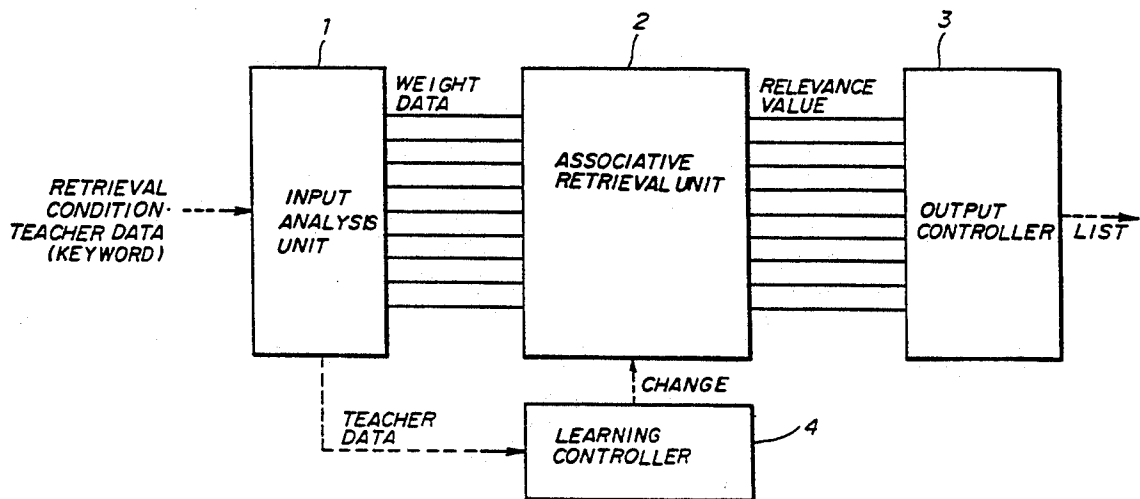 1
2
3
WEIGHT
DATA
RELEVANCE
VALUE
RETRIEVAL
CONDITION·
TEACHER DATA
(KEYWORD)
INPUT
ANALYSIS
UNIT
ASSOCIATIVE
RETRIEVAL UNIT
OUTPUT
CONTROLLER
LIST
CHANGE
TEACHER
DATA
LEARNING
CONTROLLER
4